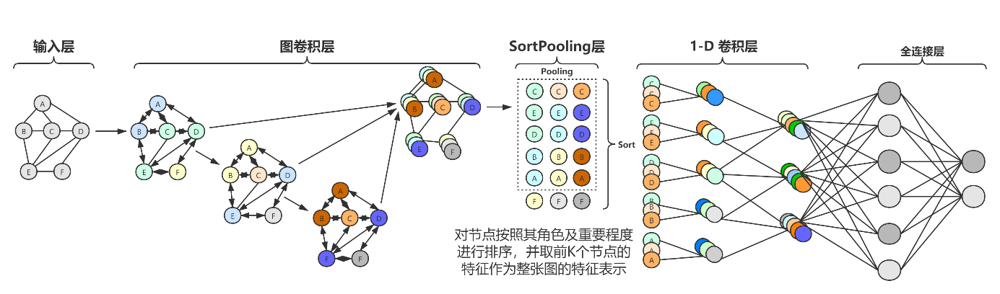 输入层
图卷积层
SortPooling层
1-D 卷积层
全连接层
A
B C D
E F
A
B C D
E F
A
B C D
E F
A
B C D
E F
A
B C D
E F
Pooling
C C C
E E E
D D D
B B B
A A A
F F F
Sort
对节点按照其角色及重要程度
进行排序，并取前K个节点的
特征作为整张图的特征表示
C
C
C
E
E
E
D
D
D
B
B
B
A
A
A